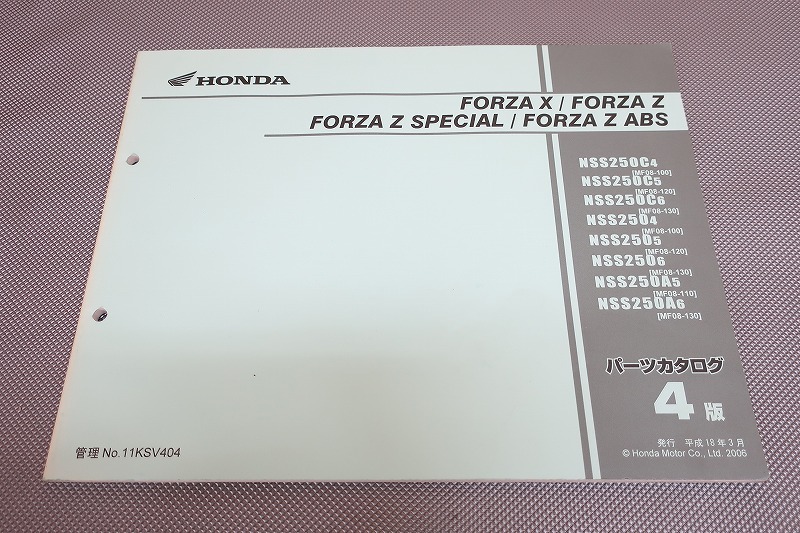 HONDA
FORZA X / FORZA Z
FORZA Z SPECIAL / FORZA Z ABS
NSS250C4
[MF08-100]
NSS250C5
[MF08-120]
NSS250C6
[MF08-130]
NSS2504
[MF08-100]
NSS2505
[MF08-120]
NSS2506
[MF08-130]
NSS250A5
[MF08-110]
NSS250A6
[MF08-130]
パーツカタログ
4版
発行 平成18年3月
© Honda Motor Co., Ltd. 2006
管理 No.11KSV404